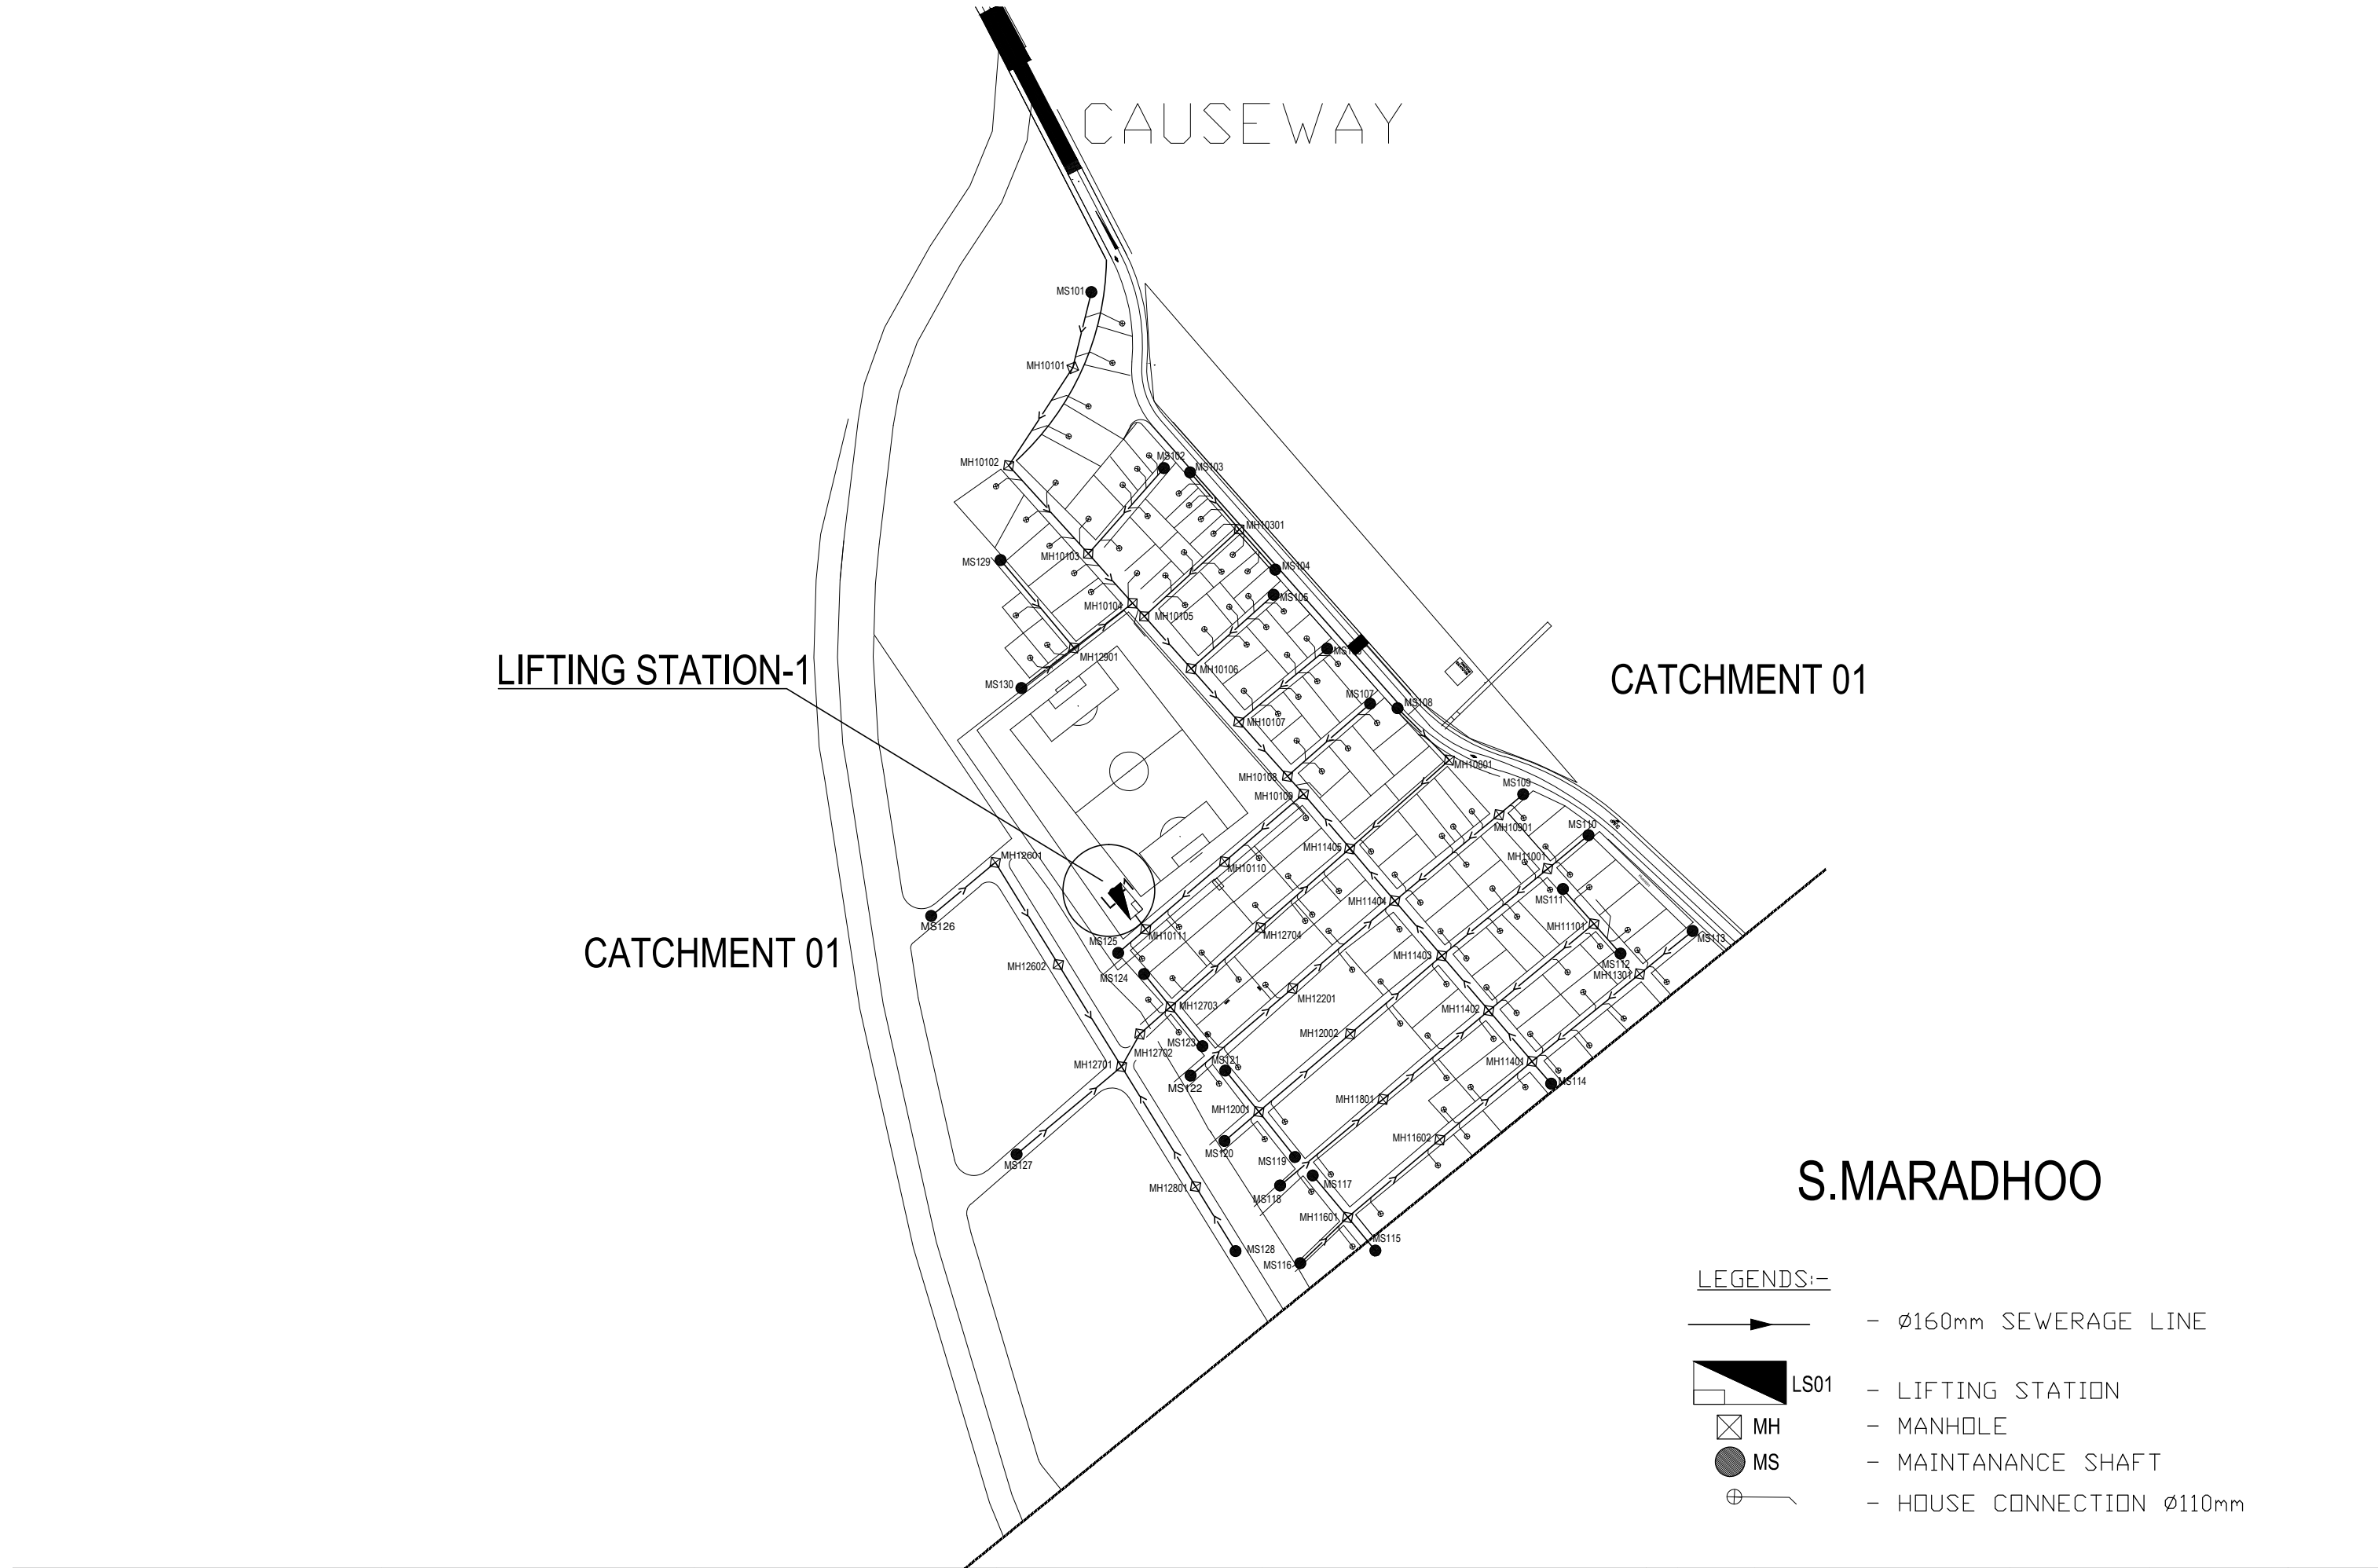 CAUSEWAY
MS101
MH10101
MS102
MH10102
MS103
MH10301
MH10103
MS129
MS104
MS105
MH10104
MH10105
MH12901
LIFTING STATION-1
MH10106
CATCHMENT 01
MS130
MS107
MS108
MH10107
MH10801
MH10108
MS109
MH10109
MS110
MH10901
MH11405
MH12601
MH11001
MH10110
MS111
MH11404
MS126
MH11101
MH12704
MH10111
MS113
MS125
CATCHMENT 01
MH11403
MS112
MH12602
MH11301
MS124
MH12201
MH12703
MH11402
MH12002
MS123
MH12702
MS121
MH11401
MH12701
MS114
MS122
MH11801
MH12001
MH11602
MS120
MS119
MS127
S.MARADHOO
MH12801
MS117
MS118
MH11601
MS115
MS128
MS116
LEGENDS:-
- Ø160mm SEWERAGE LINE
LS01 - LIFTING STATION
MH - MANHOLE
MS - MAINTANANCE SHAFT
- HOUSE CONNECTION Ø110mm